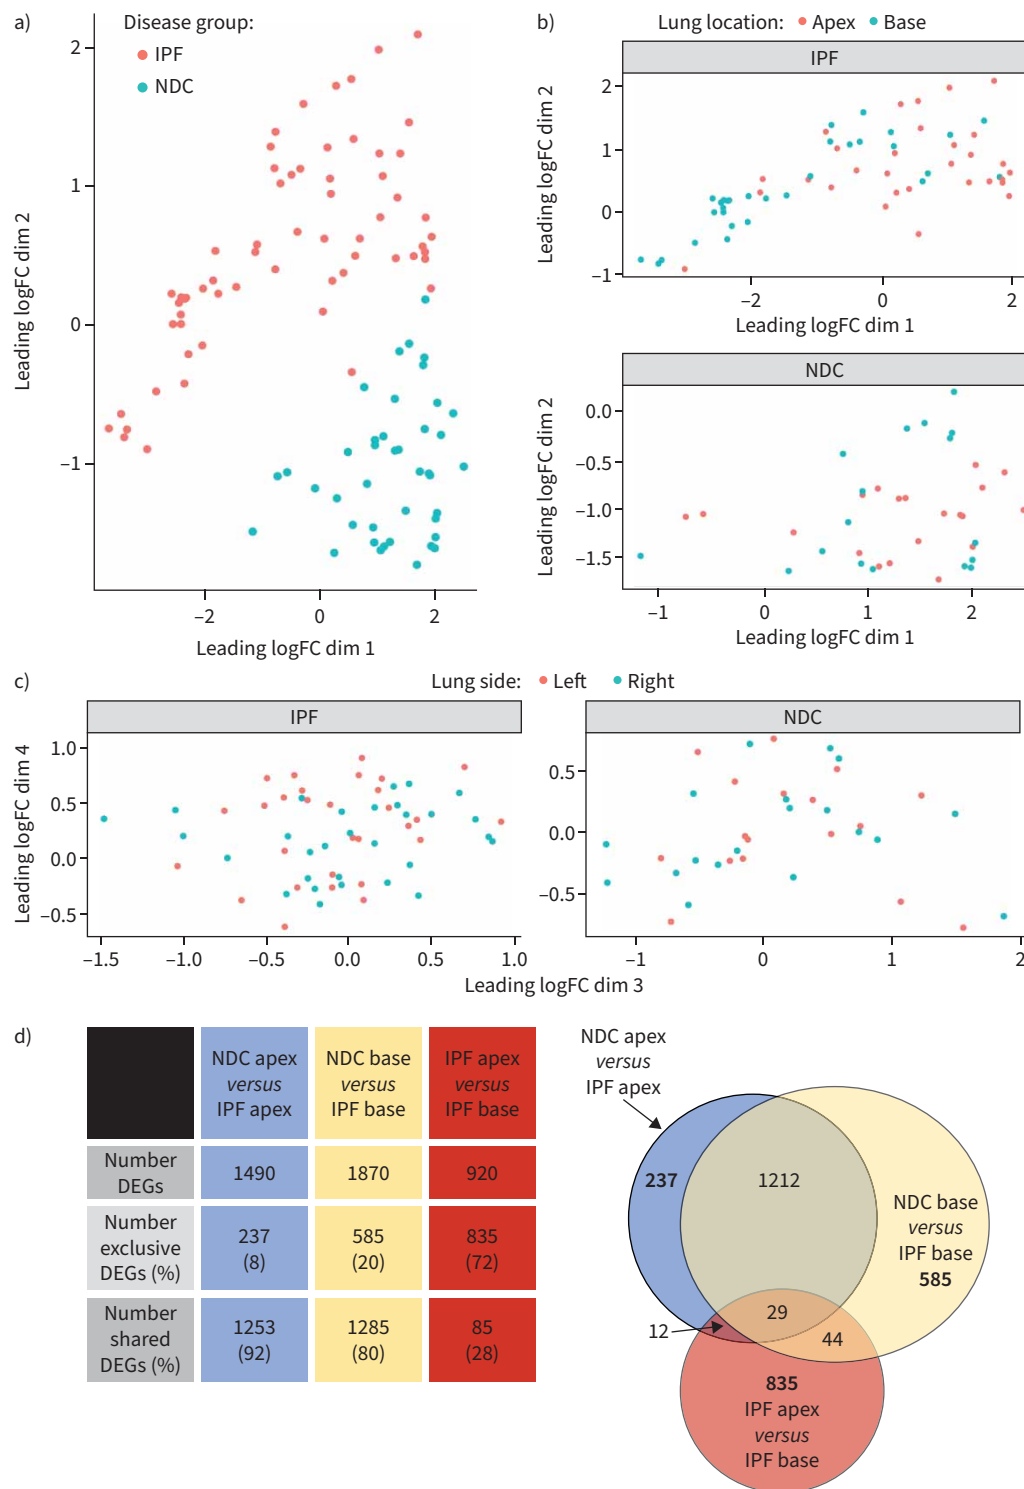 a)
Disease group:
IPF
NDC
2
1
0
−1
Leading logFC dim 2
−2
0
2
Leading logFC dim 1
b)
Lung location: Apex Base
IPF
2
1
0
−1
Leading logFC dim 2
−2
0
2
Leading logFC dim 1
NDC
0.0
−0.5
−1.0
−1.5
Leading logFC dim 2
−1
0
1
2
Leading logFC dim 1
c)
Lung side: Left Right
IPF
1.0
0.5
0.0
−0.5
Leading logFC dim 4
−1.5
−1.0
−0.5
0.0
0.5
1.0
NDC
0.5
0.0
−0.5
−1
0
1
2
Leading logFC dim 3
d)
NDC apex
versus
IPF apex
NDC base
versus
IPF base
IPF apex
versus
IPF base
Number
DEGs
1490
1870
920
Number
exclusive
DEGs (%)
237
(8)
585
(20)
835
(72)
Number
shared
DEGs (%)
1253
(92)
1285
(80)
85
(28)
NDC apex
versus
IPF apex
237
1212
NDC base
versus
IPF base
585
29
12
44
835
IPF apex
versus
IPF base